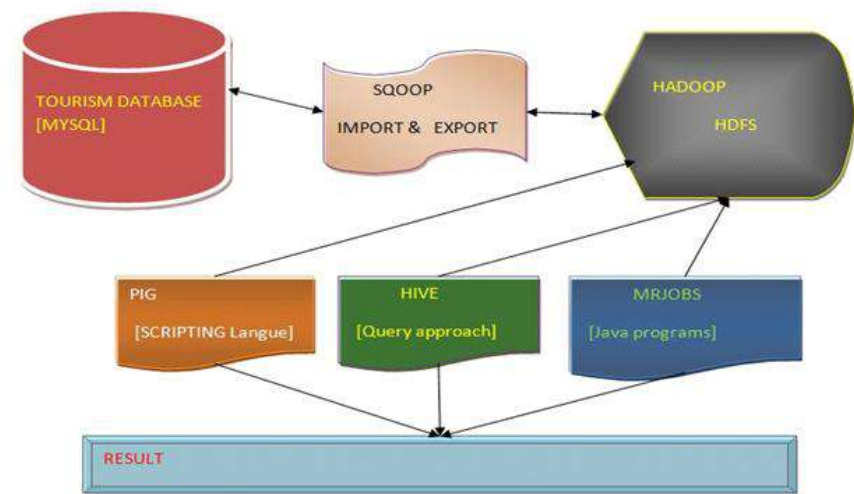 TOURISM DATABASE
[MYSQL]
SQOOP
IMPORT & EXPORT
HADOOP
HDFS
PIG
[SCRIPTING Langue]
HIVE
[Query approach]
MRJOBS
[Java programs]
RESULT